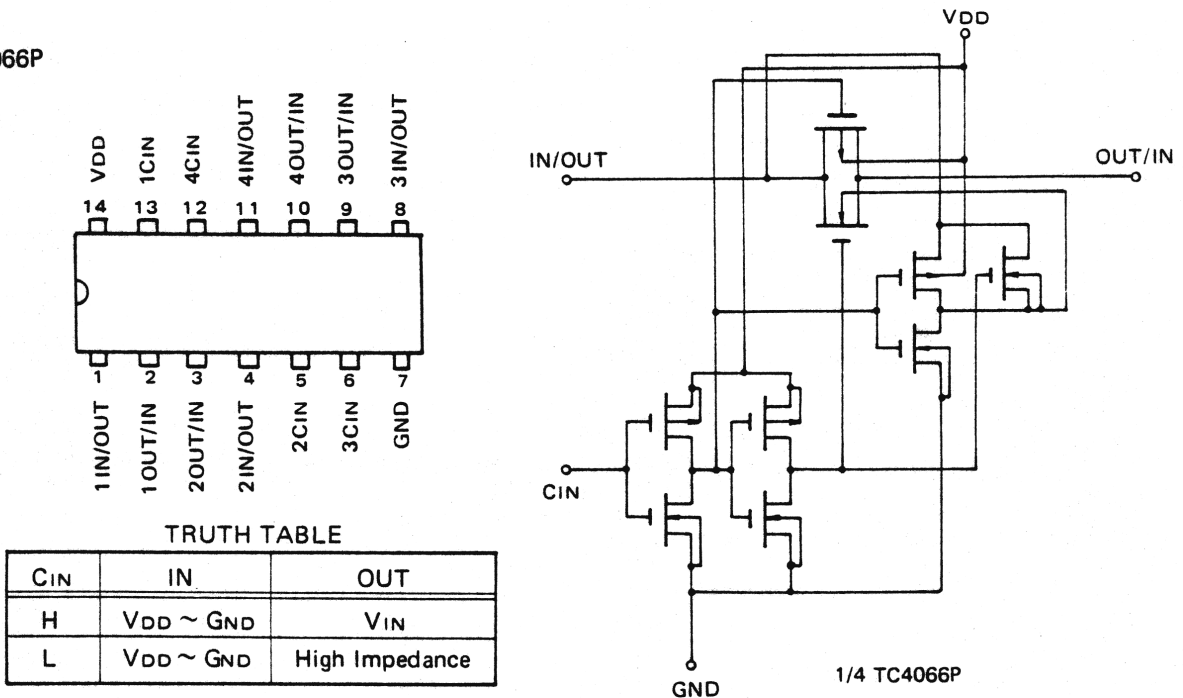 066P
VDD
1CIN
4CIN
4IN/OUT
4OUT/IN
3OUT/IN
3IN/OUT
14 13 12 11 10 9 8
1 2 3 4 5 6 7
1IN/OUT
1OUT/IN
2OUT/IN
2IN/OUT
2CIN
3CIN
GND
TRUTH TABLE
CIN IN OUT
H VDD ~ GND VIN
L VDD ~ GND High Impedance
VDD
IN/OUT
OUT/IN
CIN
GND
1/4 TC4066P